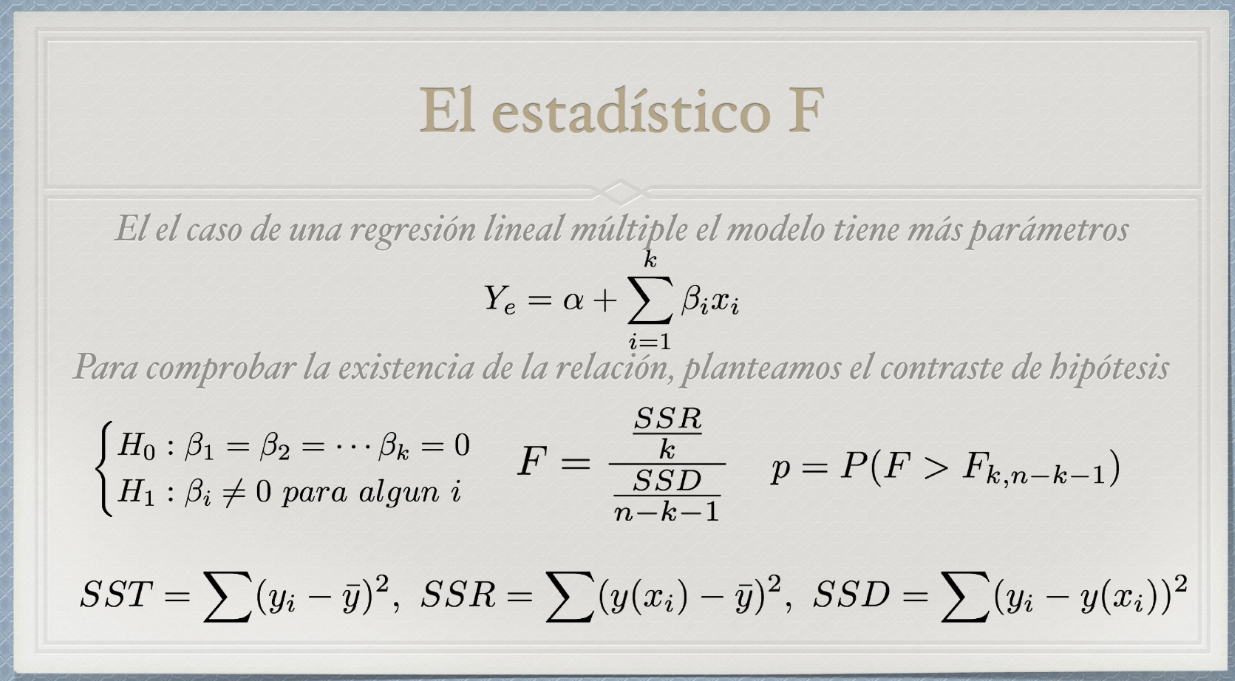 El estadístico F
El el caso de una regresión lineal múltiple el modelo tiene más parámetros
$Y_e = \alpha + \sum_{i=1}^{k} \beta_i x_i$
Para comprobar la existencia de la relación, planteamos el contraste de hipótesis
$\begin{cases} H_0 : \beta_1 = \beta_2 = \cdots \beta_k = 0 \\ H_1 : \beta_i \neq 0 \text{ para algun } i \end{cases}$ $F = \frac{\frac{SSR}{k}}{\frac{SSD}{n-k-1}}$ $p = P(F > F_{k,n-k-1})$
$SST = \sum (y_i - \bar{y})^2, \ SSR = \sum (y(x_i) - \bar{y})^2, \ SSD = \sum (y_i - y(x_i))^2$